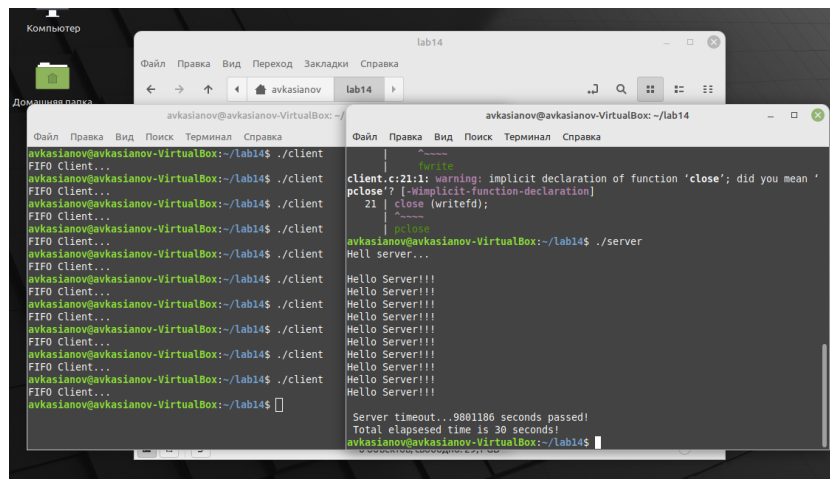 Компьютер
Домашняя папка
lab14
Файл Правка Вид Переход Закладки Справка
avkasianov lab14
avkasianov@avkasianov-VirtualBox: ~/
Файл Правка Вид Поиск Терминал Справка
avkasianov@avkasianov-VirtualBox:~/lab14$ ./client
FIFO Client...
avkasianov@avkasianov-VirtualBox:~/lab14$ ./client
FIFO Client...
avkasianov@avkasianov-VirtualBox:~/lab14$ ./client
FIFO Client...
avkasianov@avkasianov-VirtualBox:~/lab14$ ./client
FIFO Client...
avkasianov@avkasianov-VirtualBox:~/lab14$ ./client
FIFO Client...
avkasianov@avkasianov-VirtualBox:~/lab14$ ./client
FIFO Client...
avkasianov@avkasianov-VirtualBox:~/lab14$ ./client
FIFO Client...
avkasianov@avkasianov-VirtualBox:~/lab14$ ./client
FIFO Client...
avkasianov@avkasianov-VirtualBox:~/lab14$ ./client
FIFO Client...
avkasianov@avkasianov-VirtualBox:~/lab14$ ./client
FIFO Client...
avkasianov@avkasianov-VirtualBox:~/lab14$
avkasianov@avkasianov-VirtualBox: ~/lab14
Файл Правка Вид Поиск Терминал Справка
| ^~~~~
| fwrite
client.c:21:1: warning: implicit declaration of function ‘close’; did you mean ‘
pclose’? [-Wimplicit-function-declaration]
21 | close (writefd);
| ^~~~~
| pclose
avkasianov@avkasianov-VirtualBox:~/lab14$ ./server
Hell server...
Hello Server!!!
Hello Server!!!
Hello Server!!!
Hello Server!!!
Hello Server!!!
Hello Server!!!
Hello Server!!!
Hello Server!!!
Hello Server!!!
Hello Server!!!
Server timeout...9801186 seconds passed!
Total elapsesed time is 30 seconds!
avkasianov@avkasianov-VirtualBox:~/lab14$